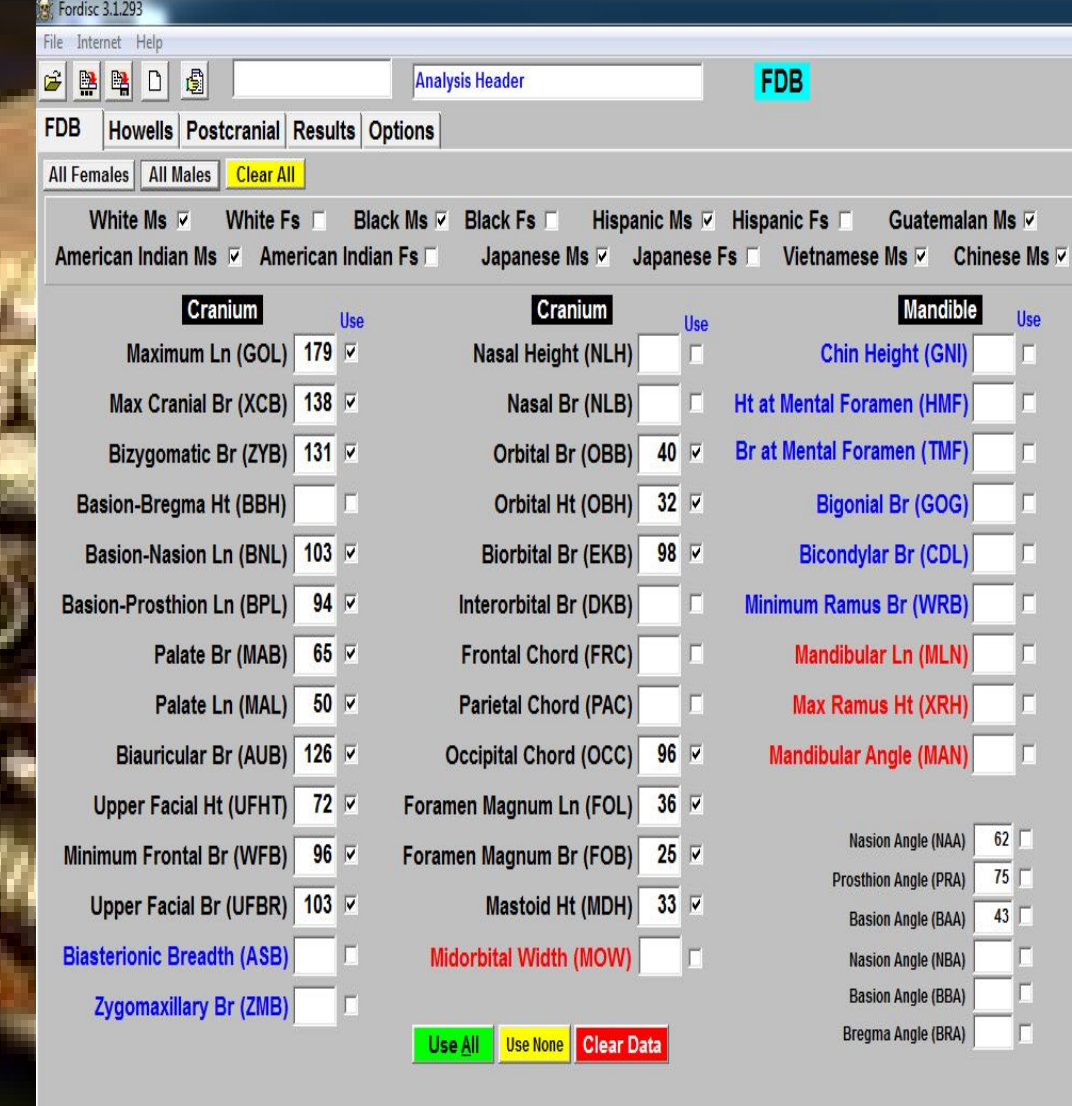 Fordisc 3.1.293
File Internet Help
Analysis Header FDB
FDB Howells Postcranial Results Options
All Females All Males Clear All
White Ms White Fs Black Ms Black Fs Hispanic Ms Hispanic Fs Guatemalan Ms
American Indian Ms American Indian Fs Japanese Ms Japanese Fs Vietnamese Ms Chinese Ms
Cranium Use
Maximum Ln (GOL) 179
Max Cranial Br (XCB) 138
Bizygomatic Br (ZYB) 131
Basion-Bregma Ht (BBH)
Basion-Nasion Ln (BNL) 103
Basion-Prosthion Ln (BPL) 94
Palate Br (MAB) 65
Palate Ln (MAL) 50
Biauricular Br (AUB) 126
Upper Facial Ht (UFHT) 72
Minimum Frontal Br (WFB) 96
Upper Facial Br (UFBR) 103
Biasterionic Breadth (ASB)
Zygomaxillary Br (ZMB)
Cranium Use
Nasal Height (NLH)
Nasal Br (NLB)
Orbital Br (OBB) 40
Orbital Ht (OBH) 32
Biorbital Br (EKB) 98
Interorbital Br (DKB)
Frontal Chord (FRC)
Parietal Chord (PAC)
Occipital Chord (OCC) 96
Foramen Magnum Ln (FOL) 36
Foramen Magnum Br (FOB) 25
Mastoid Ht (MDH) 33
Midorbital Width (MOW)
Mandible Use
Chin Height (GNI)
Ht at Mental Foramen (HMF)
Br at Mental Foramen (TMF)
Bigonial Br (GOG)
Bicondylar Br (CDL)
Minimum Ramus Br (WRB)
Mandibular Ln (MLN)
Max Ramus Ht (XRH)
Mandibular Angle (MAN)
Nasion Angle (NAA) 62
Prosthion Angle (PRA) 75
Basion Angle (BAA) 43
Nasion Angle (NBA)
Basion Angle (BBA)
Bregma Angle (BRA)
Use All Use None Clear Data